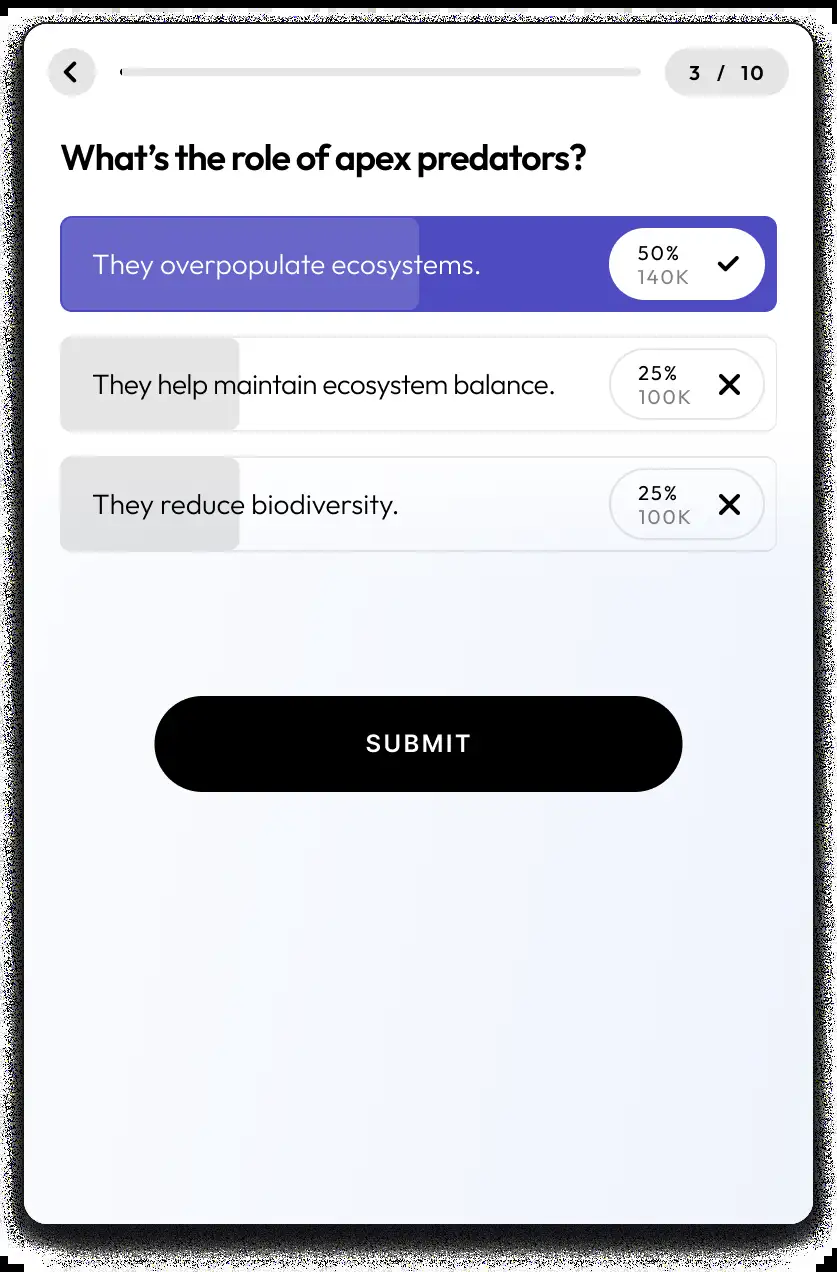 3 / 10
What’s the role of apex predators?
They overpopulate ecosystems.
50%
140K
They help maintain ecosystem balance.
25%
100K
They reduce biodiversity.
25%
100K
SUBMIT